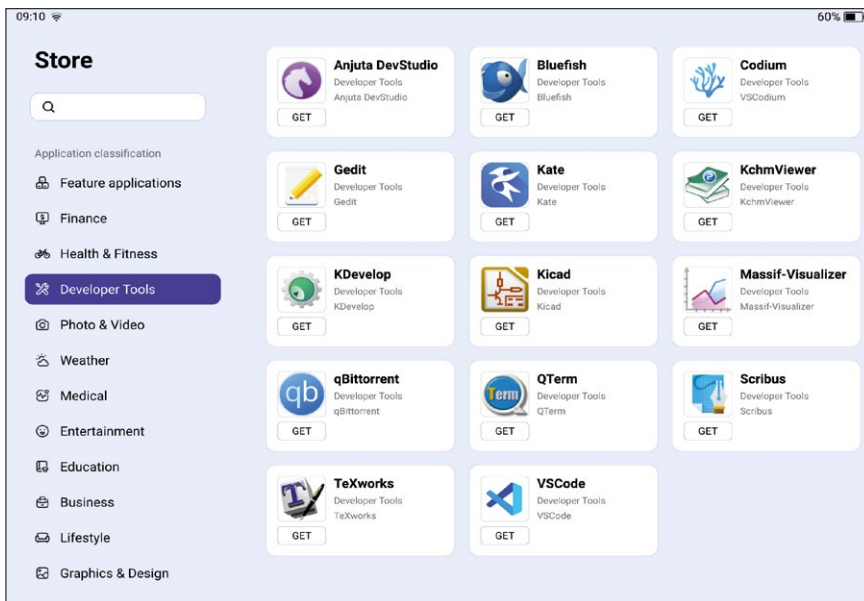 09:10
60%
Store
Application classification
Feature applications
Finance
Health & Fitness
Developer Tools
Photo & Video
Weather
Medical
Entertainment
Education
Business
Lifestyle
Graphics & Design
Anjuta DevStudio
Developer Tools
Anjuta DevStudio
GET
Bluefish
Developer Tools
Bluefish
GET
Codium
Developer Tools
VSCodium
GET
Gedit
Developer Tools
Gedit
GET
Kate
Developer Tools
Kate
GET
KchmViewer
Developer Tools
KchmViewer
GET
KDevelop
Developer Tools
KDevelop
GET
Kicad
Developer Tools
Kicad
GET
Massif-Visualizer
Developer Tools
Massif-Visualizer
GET
qb
qBittorrent
Developer Tools
qBittorrent
GET
Term
QTerm
Developer Tools
QTerm
GET
Scribus
Developer Tools
Scribus
GET
T
TeXworks
Developer Tools
TeXworks
GET
VSCode
Developer Tools
VSCode
GET